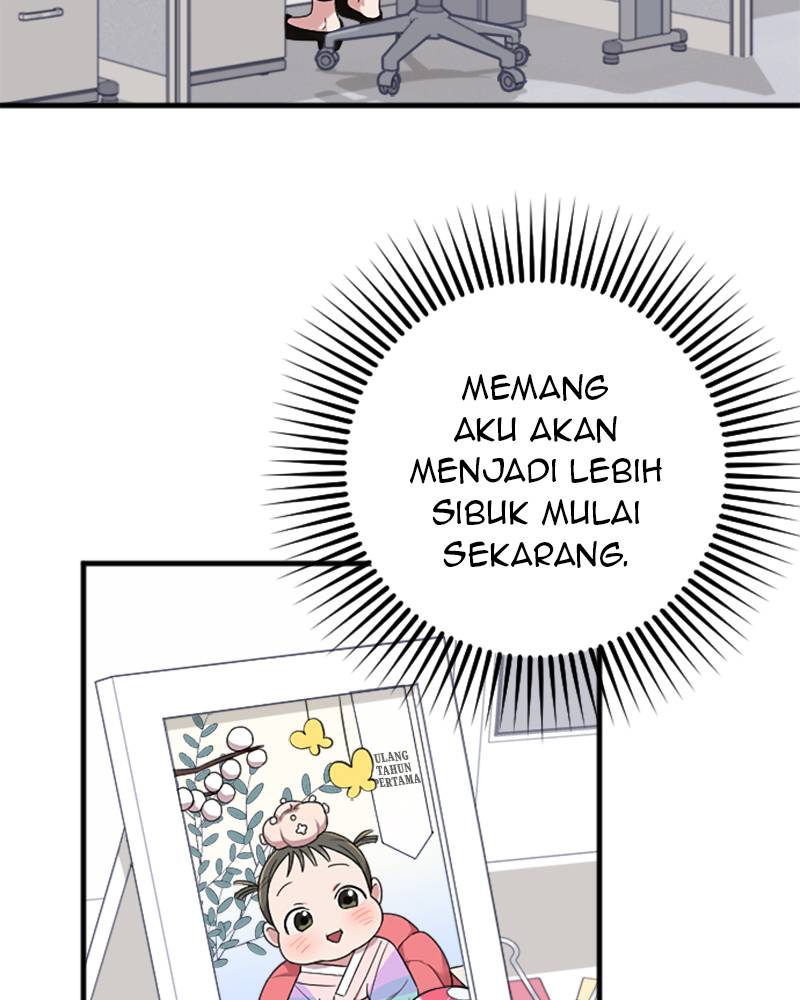 MEMANG
AKU AKAN
MENJADI LEBIH
SIBUK MULAI
SEKARANG.
ULANG
TAHUN
PERTAMA